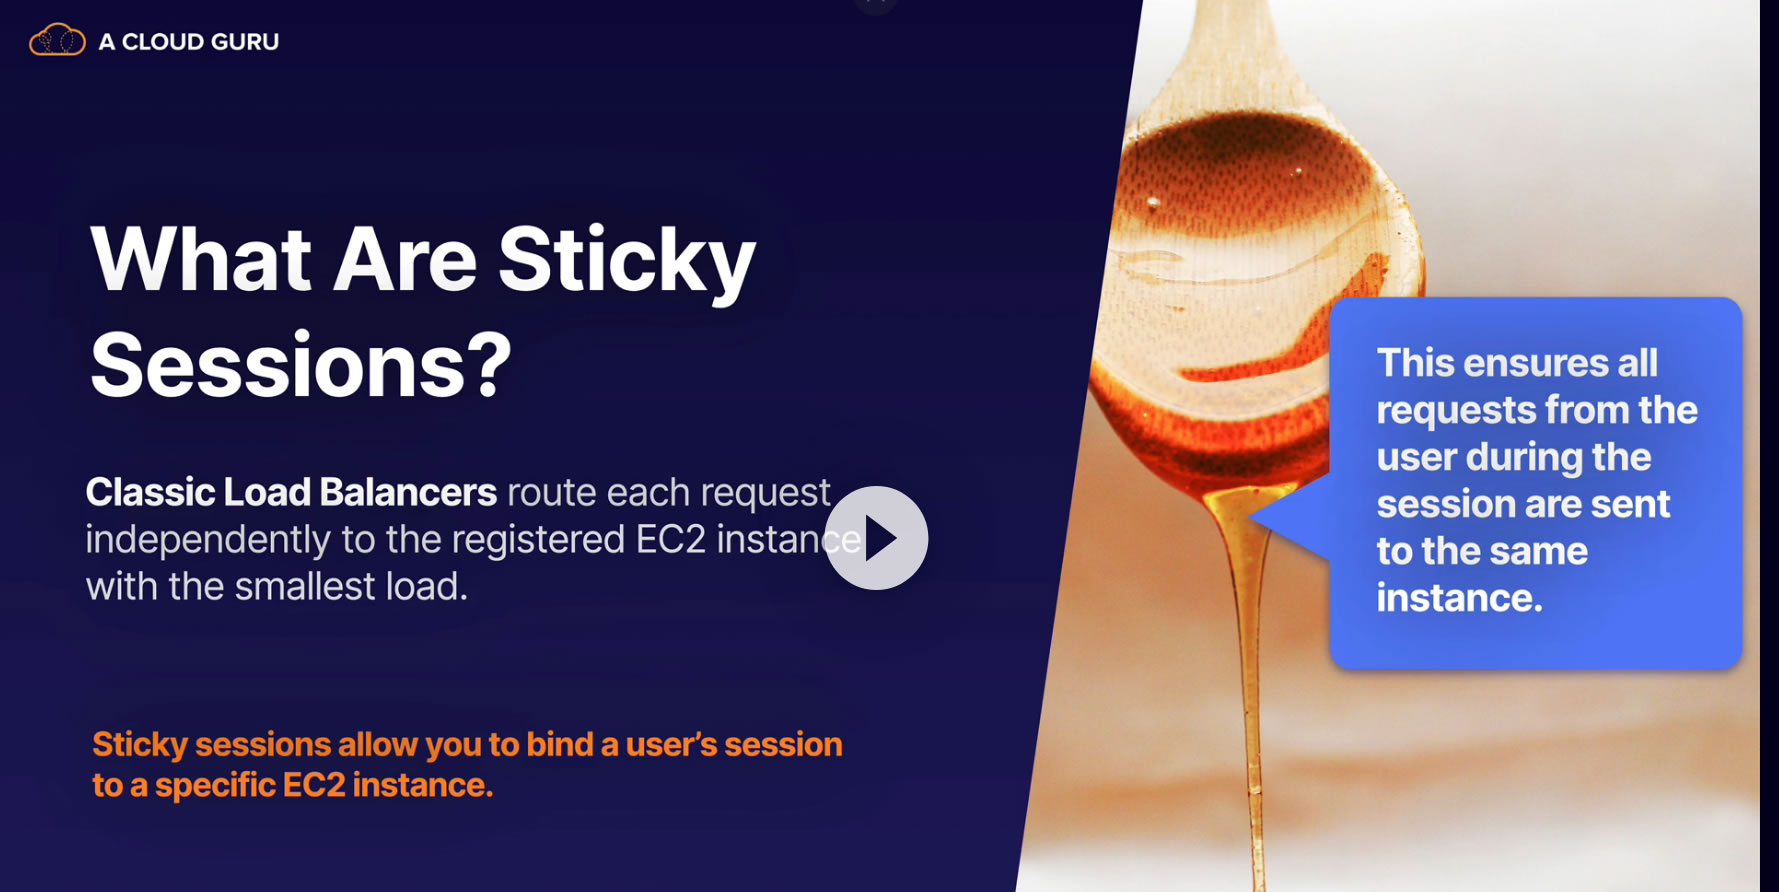 A CLOUD GURU
What Are Sticky
Sessions?
Classic Load Balancers route each request
independently to the registered EC2 instance
with the smallest load.
Sticky sessions allow you to bind a user’s session
to a specific EC2 instance.
This ensures all
requests from the
user during the
session are sent
to the same
instance.